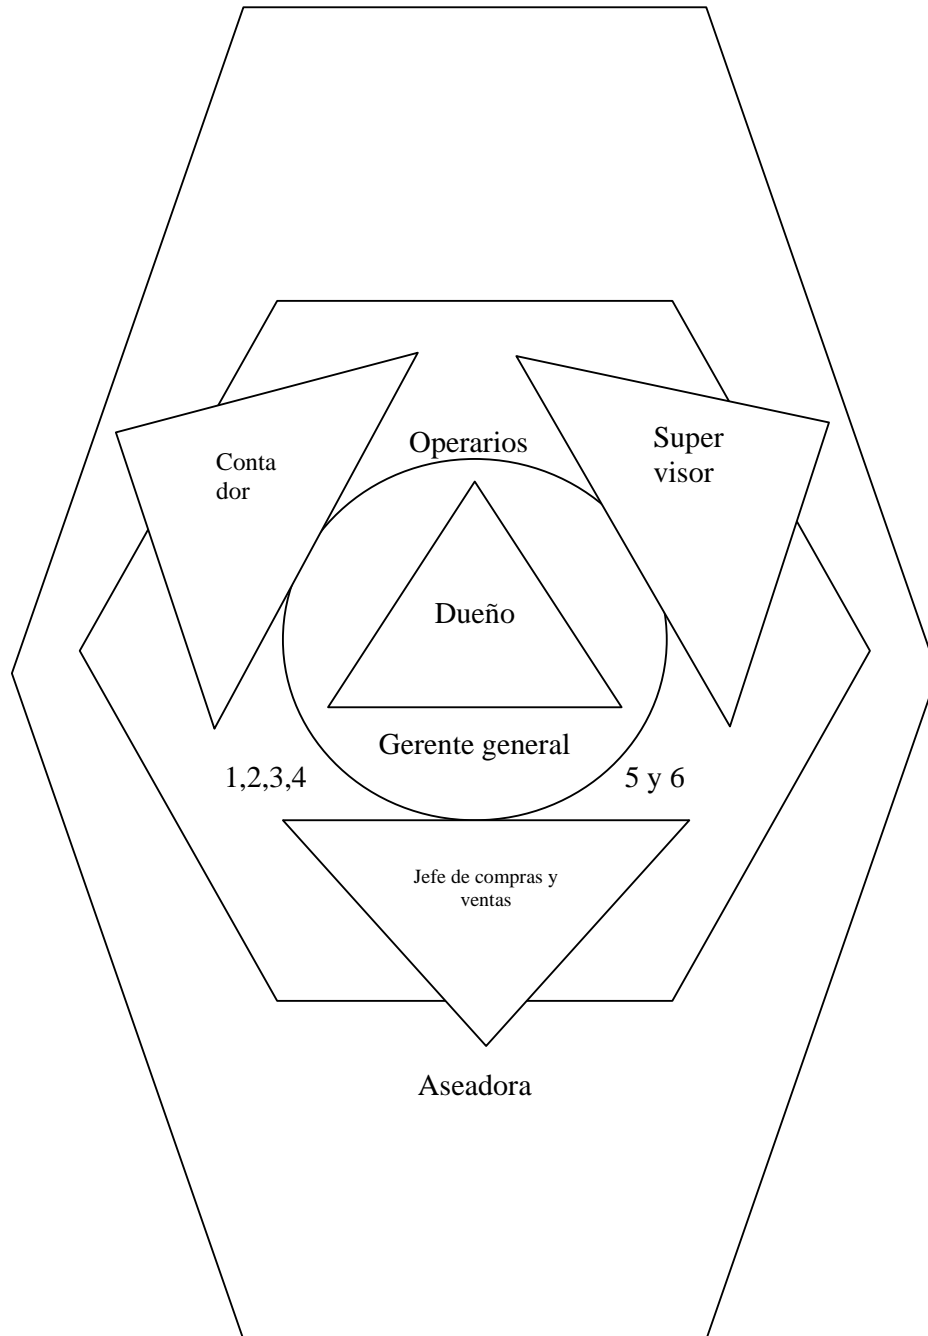 Operarios
Super
visor
Conta
dor
Dueño
Gerente general
1,2,3,4
5 y 6
Jefe de compras y
ventas
Aseadora